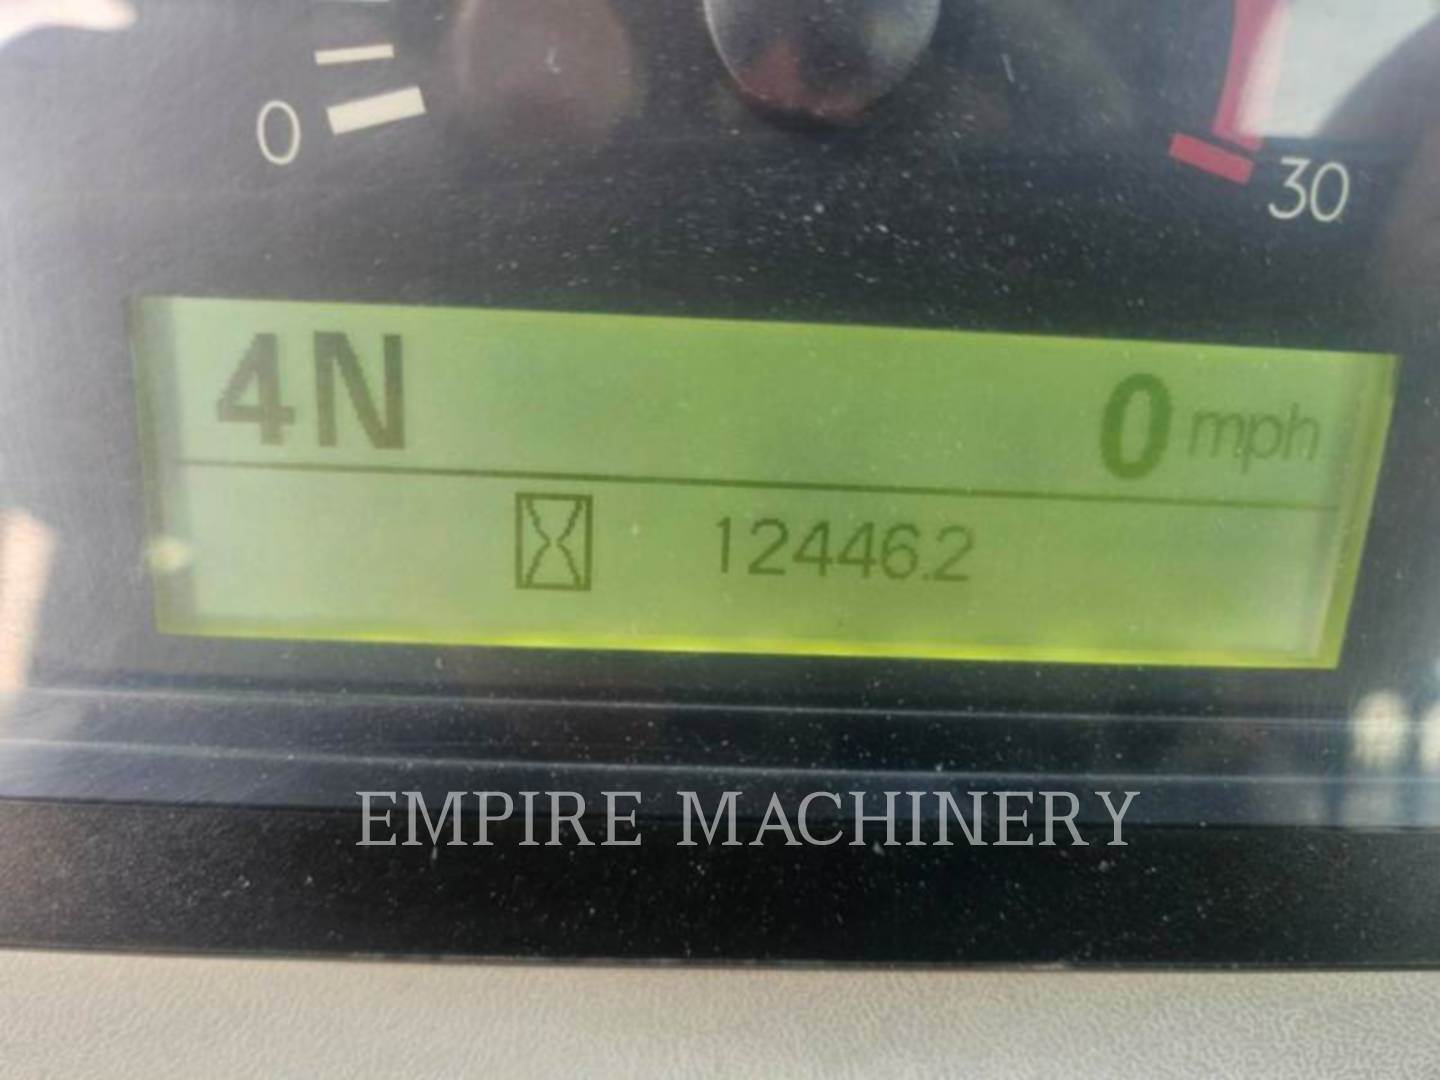 0
30
4N 0 mph
12446.2
EMPIRE MACHINERY